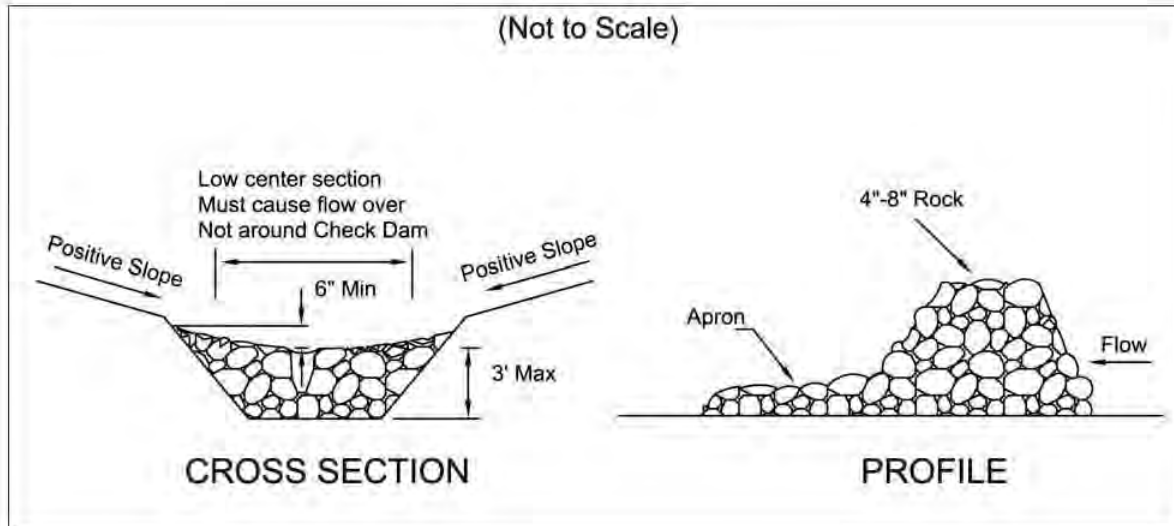 (Not to Scale)
Low center section
Must cause flow over
Not around Check Dam
Positive Slope
Positive Slope
6" Min
3' Max
CROSS SECTION
4"-8" Rock
Apron
Flow
PROFILE